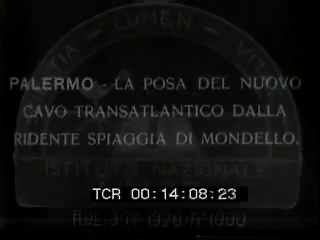 LUMEN
PALERMO - LA POSA DEL NUOVO
CAVO TRANSATLANTICO DALLA
RIDENTE SPIAGGIA DI MONDELLO.
ISTITUTO NAZIONALE
TCR 00:14:08:23